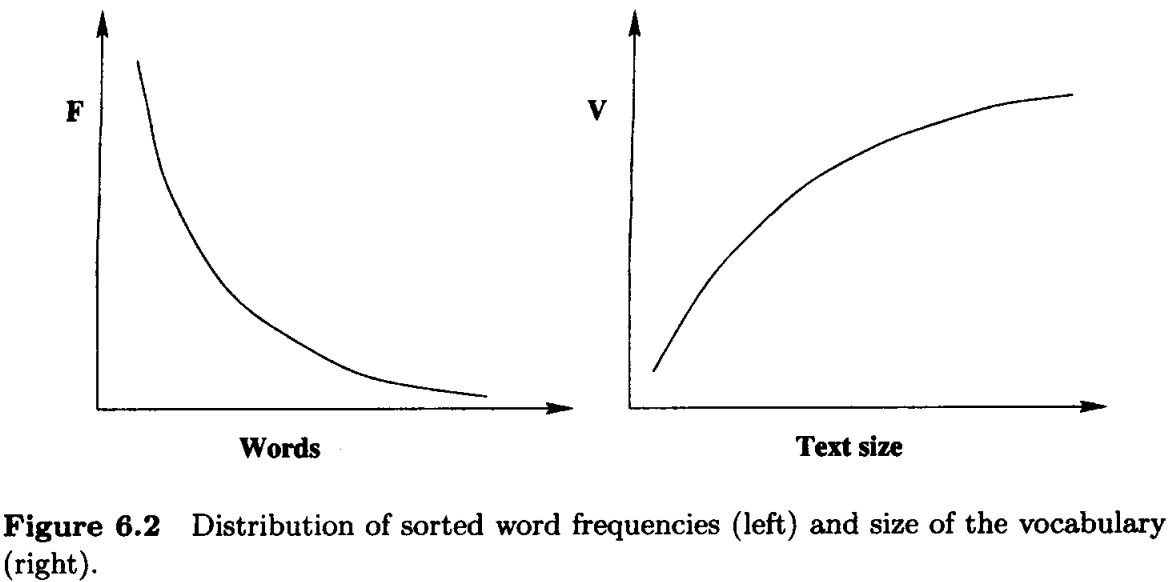 F
V
Words
Text size
Figure 6.2 Distribution of sorted word frequencies (left) and size of the vocabulary
(right).